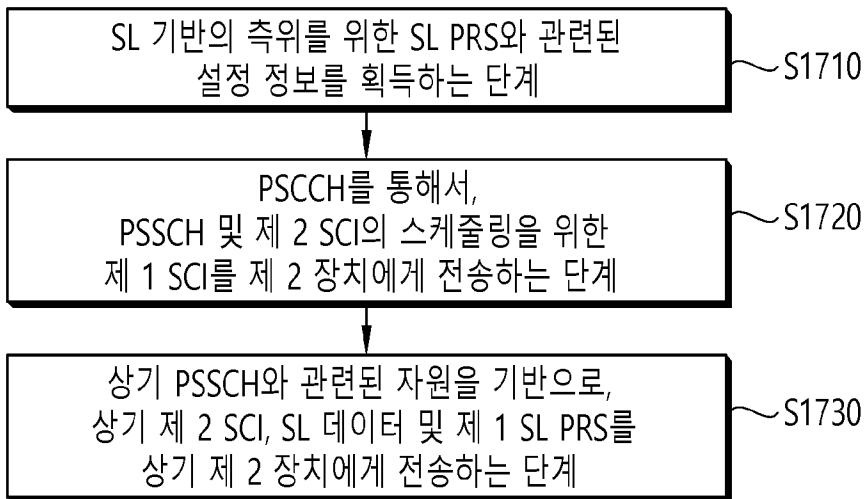 SL 기반의 측위를 위한 SL PRS와 관련된
설정 정보를 획득하는 단계
S1710
PSCCH를 통해서,
PSSCH 및 제 2 SCI의 스케줄링을 위한
제 1 SCI를 제 2 장치에게 전송하는 단계
S1720
상기 PSSCH와 관련된 자원을 기반으로,
상기 제 2 SCI, SL 데이터 및 제 1 SL PRS를
상기 제 2 장치에게 전송하는 단계
S1730